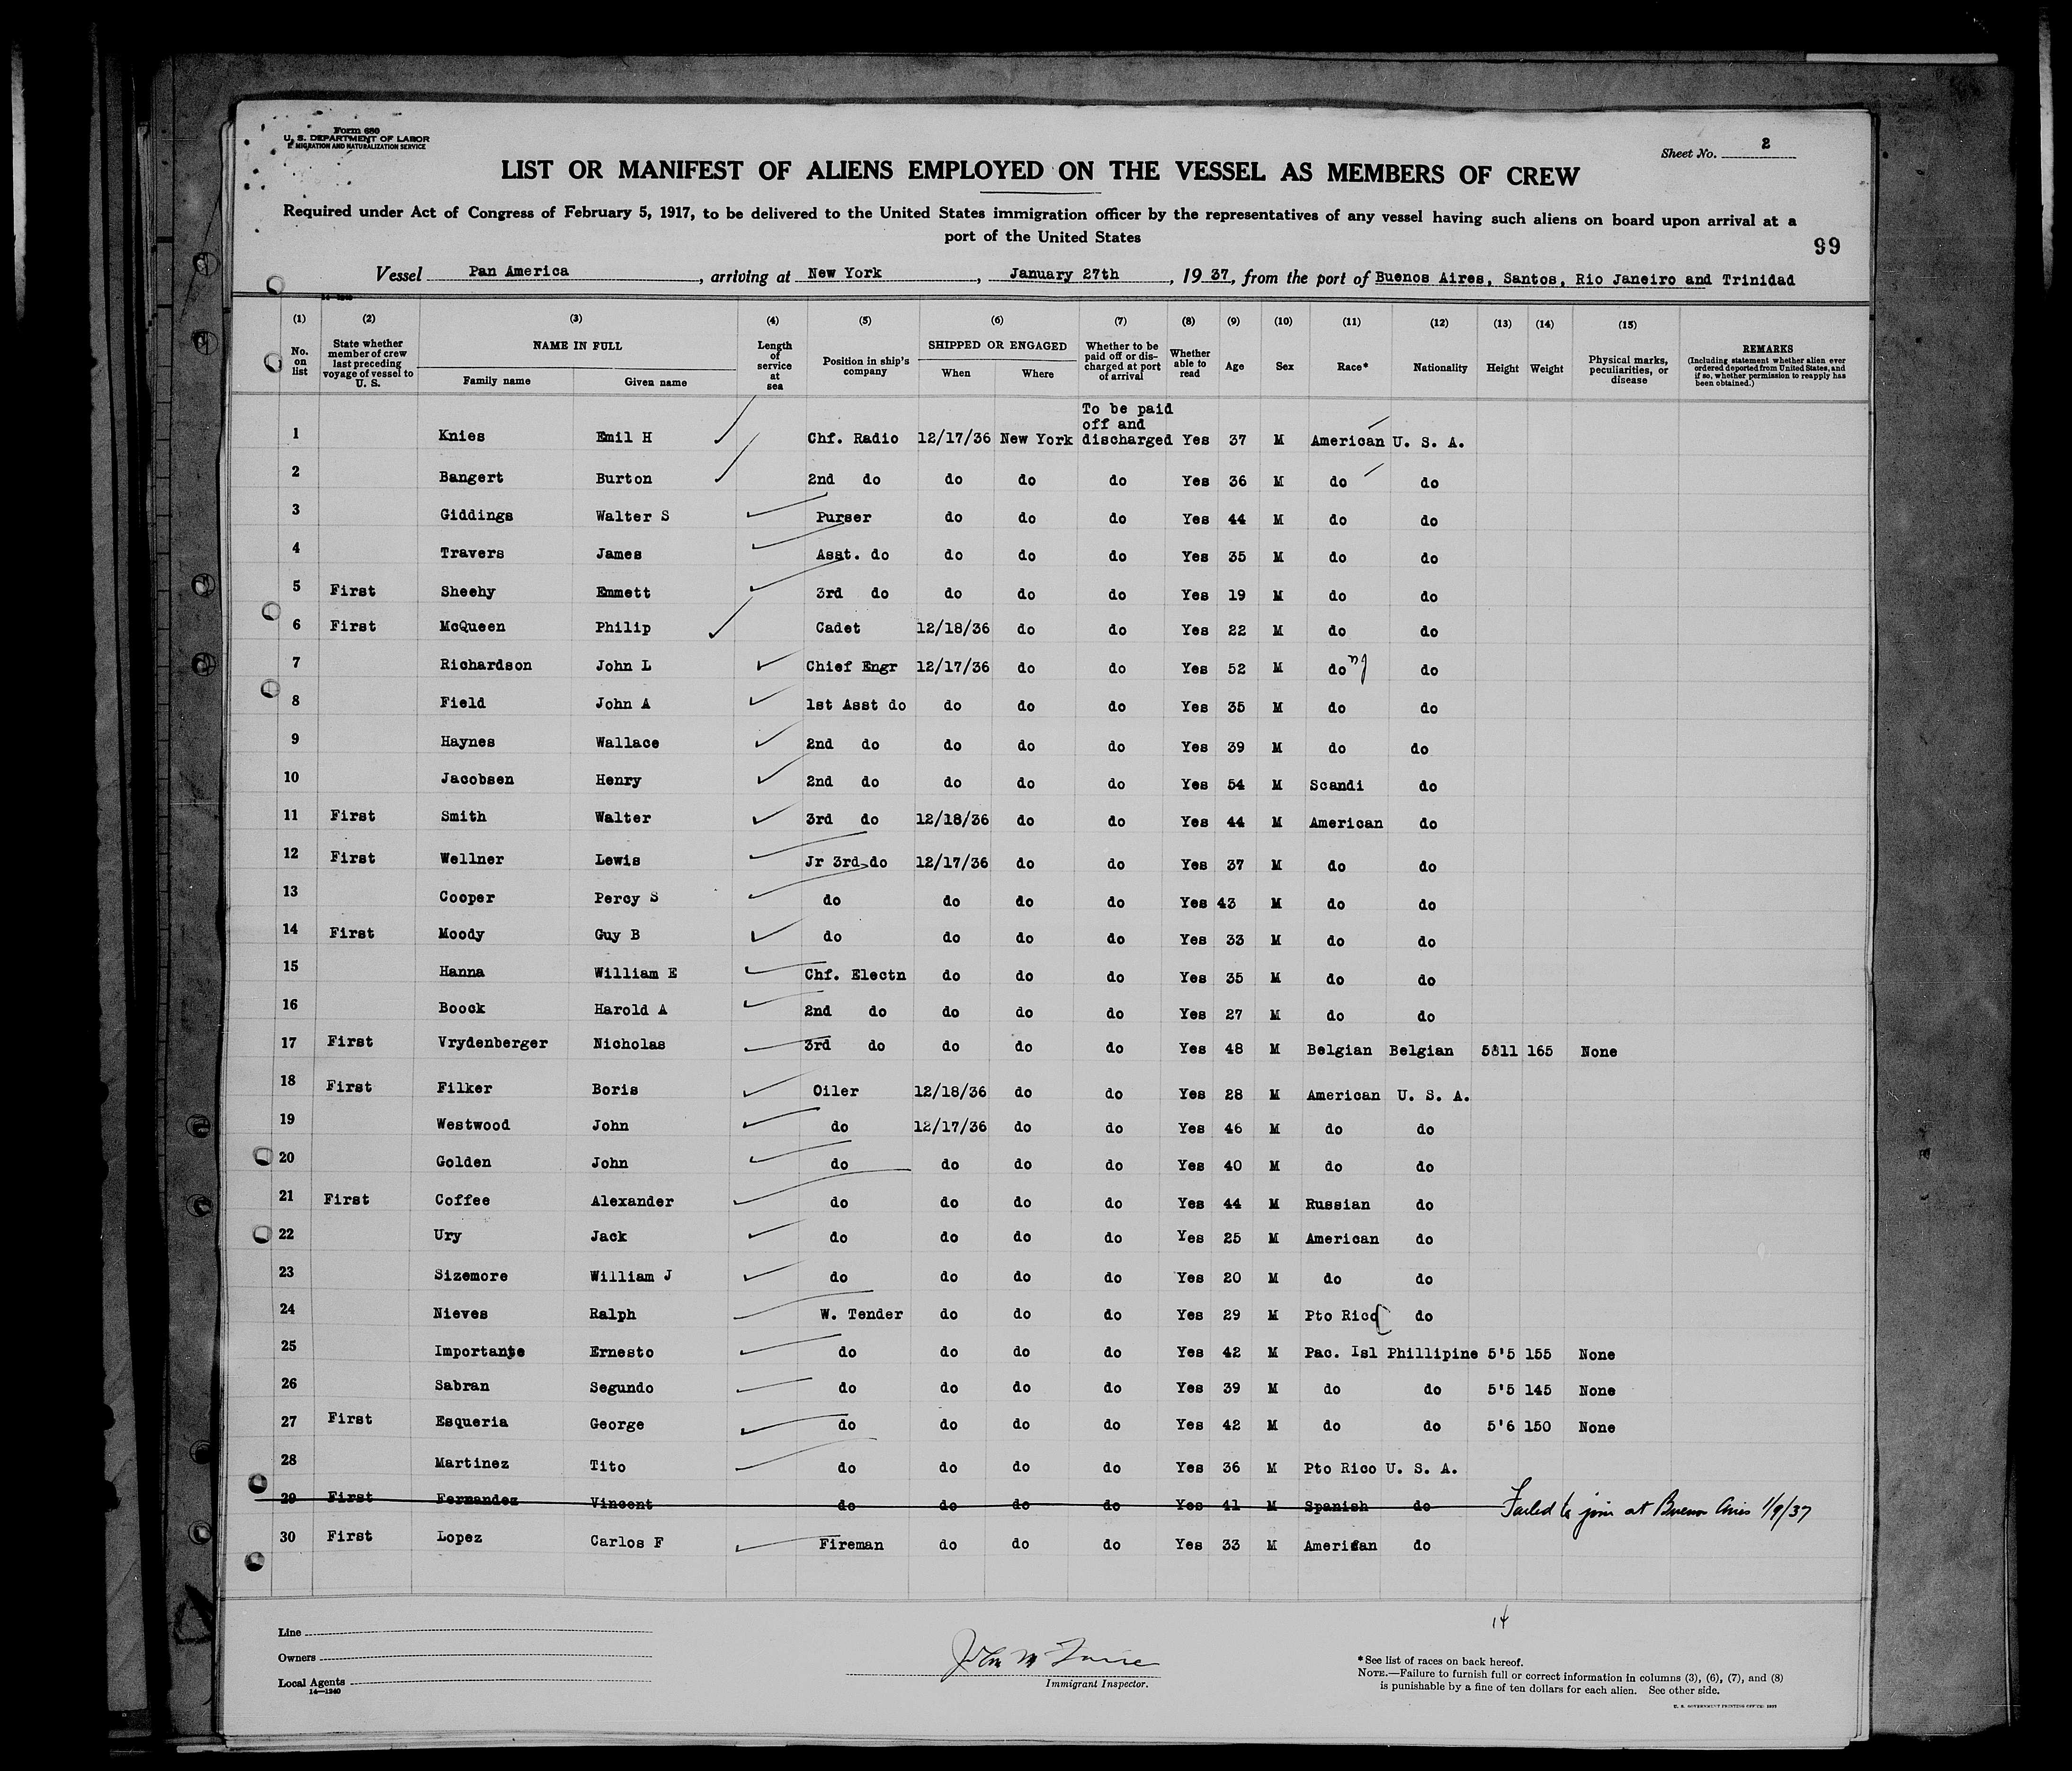 Form 680
U. S. DEPARTMENT OF LABOR
MIGRATION AND NATURALIZATION SERVICE
Sheet No. 2
LIST OR MANIFEST OF ALIENS EMPLOYED ON THE VESSEL AS MEMBERS OF CREW
Required under Act of Congress of February 5, 1917, to be delivered to the United States immigration officer by the representatives of any vessel having such aliens on board upon arrival at a
port of the United States
99
Vessel Pan America, arriving at New York, January 27th, 1937, from the port of Buenos Aires, Santos, Rio Janeiro and Trinidad
(1) (2) (3) (4) (5) (6) (7) (8) (9) (10) (11) (12) (13) (14) (15)
No. on list State whether member of crew last preceding voyage of vessel to U. S. NAME IN FULL Family name Given name Length of service at sea Position in ship's company SHIPPED OR ENGAGED When Where Whether to be paid off or discharged at port of arrival Whether able to read Age Sex Race* Nationality Height Weight Physical marks, peculiarities, or disease REMARKS (Including statement whether alien ever ordered deported from United States, and if so, whether permission to reapply has been obtained.)
To be paid
off and
1 Knies Emil H Chf. Radio 12/17/36 New York discharged Yes 37 M American U. S. A.
2 Bangert Burton 2nd do do do do Yes 36 M do do
3 Giddings Walter S Purser do do do Yes 44 M do do
4 Travers James Asst. do do do do Yes 35 M do do
5 First Sheehy Emmett 3rd do do do do Yes 19 M do do
6 First McQueen Philip Cadet 12/18/36 do do Yes 22 M do do
7 Richardson John L Chief Engr 12/17/36 do do Yes 52 M do do
8 Field John A 1st Asst do do do do Yes 35 M do do
9 Haynes Wallace 2nd do do do do Yes 39 M do do
10 Jacobsen Henry 2nd do do do do Yes 54 M Scandi do
11 First Smith Walter 3rd do 12/18/36 do do Yes 44 M American do
12 First Wellner Lewis Jr 3rd do 12/17/36 do do Yes 37 M do do
13 Cooper Percy S do do do do Yes 43 M do do
14 First Moody Guy B do do do do Yes 33 M do do
15 Hanna William E Chf. Electn do do do Yes 35 M do do
16 Boock Harold A 2nd do do do do Yes 27 M do do
17 First Vrydenberger Nicholas 3rd do do do do Yes 48 M Belgian Belgian 5'11 165 None
18 First Filker Boris Oiler 12/18/36 do do Yes 28 M American U. S. A.
19 Westwood John do 12/17/36 do do Yes 46 M do do
20 Golden John do do do do Yes 40 M do do
21 First Coffee Alexander do do do do Yes 44 M Russian do
22 Ury Jack do do do do Yes 25 M American do
23 Sizemore William J do do do do Yes 20 M do do
24 Nieves Ralph W. Tender do do do Yes 29 M Pto Rico do
25 Importante Ernesto do do do do Yes 42 M Pac. Isl Phillipine 5'5 155 None
26 Sabran Segundo do do do do Yes 39 M do do 5'5 145 None
27 First Esqueria George do do do do Yes 42 M do do 5'6 150 None
28 Martinez Tito do do do do Yes 36 M Pto Rico U. S. A.
29 First Fernandez Vincent do do do do Yes 41 M Spanish do Failed to join at Buenos Aires 1/9/37
30 First Lopez Carlos F Fireman do do do Yes 33 M American do
14
Line
Owners
Local Agents
14—1240
Immigrant Inspector.
*See list of races on back hereof.
NOTE.—Failure to furnish full or correct information in columns (3), (6), (7), and (8)
is punishable by a fine of ten dollars for each alien. See other side.